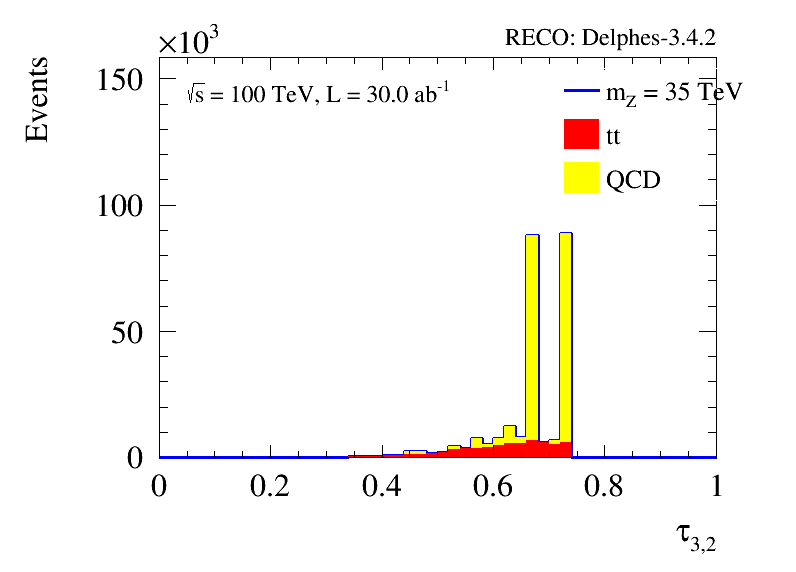 ×10³
RECO: Delphes-3.4.2
Events
√s = 100 TeV, L = 30.0 ab⁻¹
m_Z = 35 TeV
tt
QCD
150
100
50
0
0 0.2 0.4 0.6 0.8 1
τ_3,2